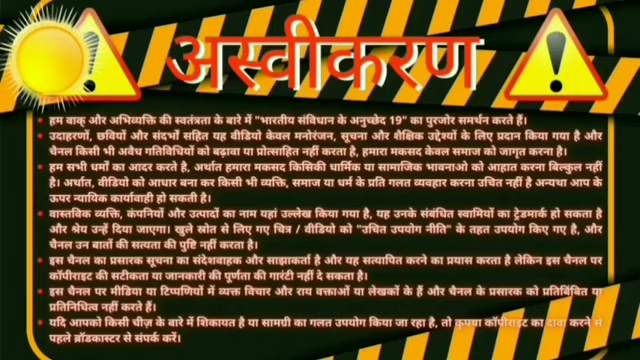 अस्वीकरण
• हम वाक् और अभिव्यक्ति की स्वतंत्रता के बारे में "भारतीय संविधान के अनुच्छेद 19" का पुरजोर समर्थन करते हैं।
• उदाहरणों, छवियों और संदर्भों सहित यह वीडियो केवल मनोरंजन, सूचना और शैक्षिक उद्देश्यों के लिए प्रदान किया गया है और
चैनल किसी भी अवैध गतिविधियों को बढ़ावा या प्रोत्साहित नहीं करता है, हमारा मकसद केवल समाज को जागृत करना है।
• हम सभी धर्मों का आदर करते है, अर्थात हमारा मकसद किसिकी धार्मिक या सामाजिक भावनाओ को आहात करना बिल्कुल नहीं
है। अर्थात, वीडियो को आधार बना कर किसी भी व्यक्ति, समाज या धर्म के प्रति गलत व्यवहार करना उचित नहीं है अन्यथा आप के
ऊपर न्यायिक कार्यावाही हो सकती है।
• वास्तविक व्यक्ति, कंपनियों और उत्पादों का नाम यहां उल्लेख किया गया है, यह उनके संबंधित स्वामियों का ट्रेडमार्क हो सकता है
और श्रेय उन्हें दिया जाएगा। खुले स्रोत से लिए गए चित्र / वीडियो को "उचित उपयोग नीति" के तहत उपयोग किए गए है, और
चैनल उन बातों की सत्यता की पुष्टि नहीं करता है।
• इस चैनल का प्रसारक सूचना का संदेशवाहक और साझाकर्ता है और यह सत्यापित करने का प्रयास करता है लेकिन इस चैनल पर
कॉपीराइट की सटीकता या जानकारी की पूर्णता की गारंटी नहीं दे सकता है।
• इस चैनल पर मीडिया या टिप्पणियों में व्यक्त विचार और राय वक्ताओं या लेखकों के हैं और चैनल के प्रसारक को प्रतिबिंबित या
प्रतिनिधित्व नहीं करते हैं।
• यदि आपको किसी चीज़ के बारे में शिकायत है या सामग्री का गलत उपयोग किया जा रहा है, तो कृपया कॉपीराइट का दावा करने से
पहले ब्रॉडकास्टर से संपर्क करें।